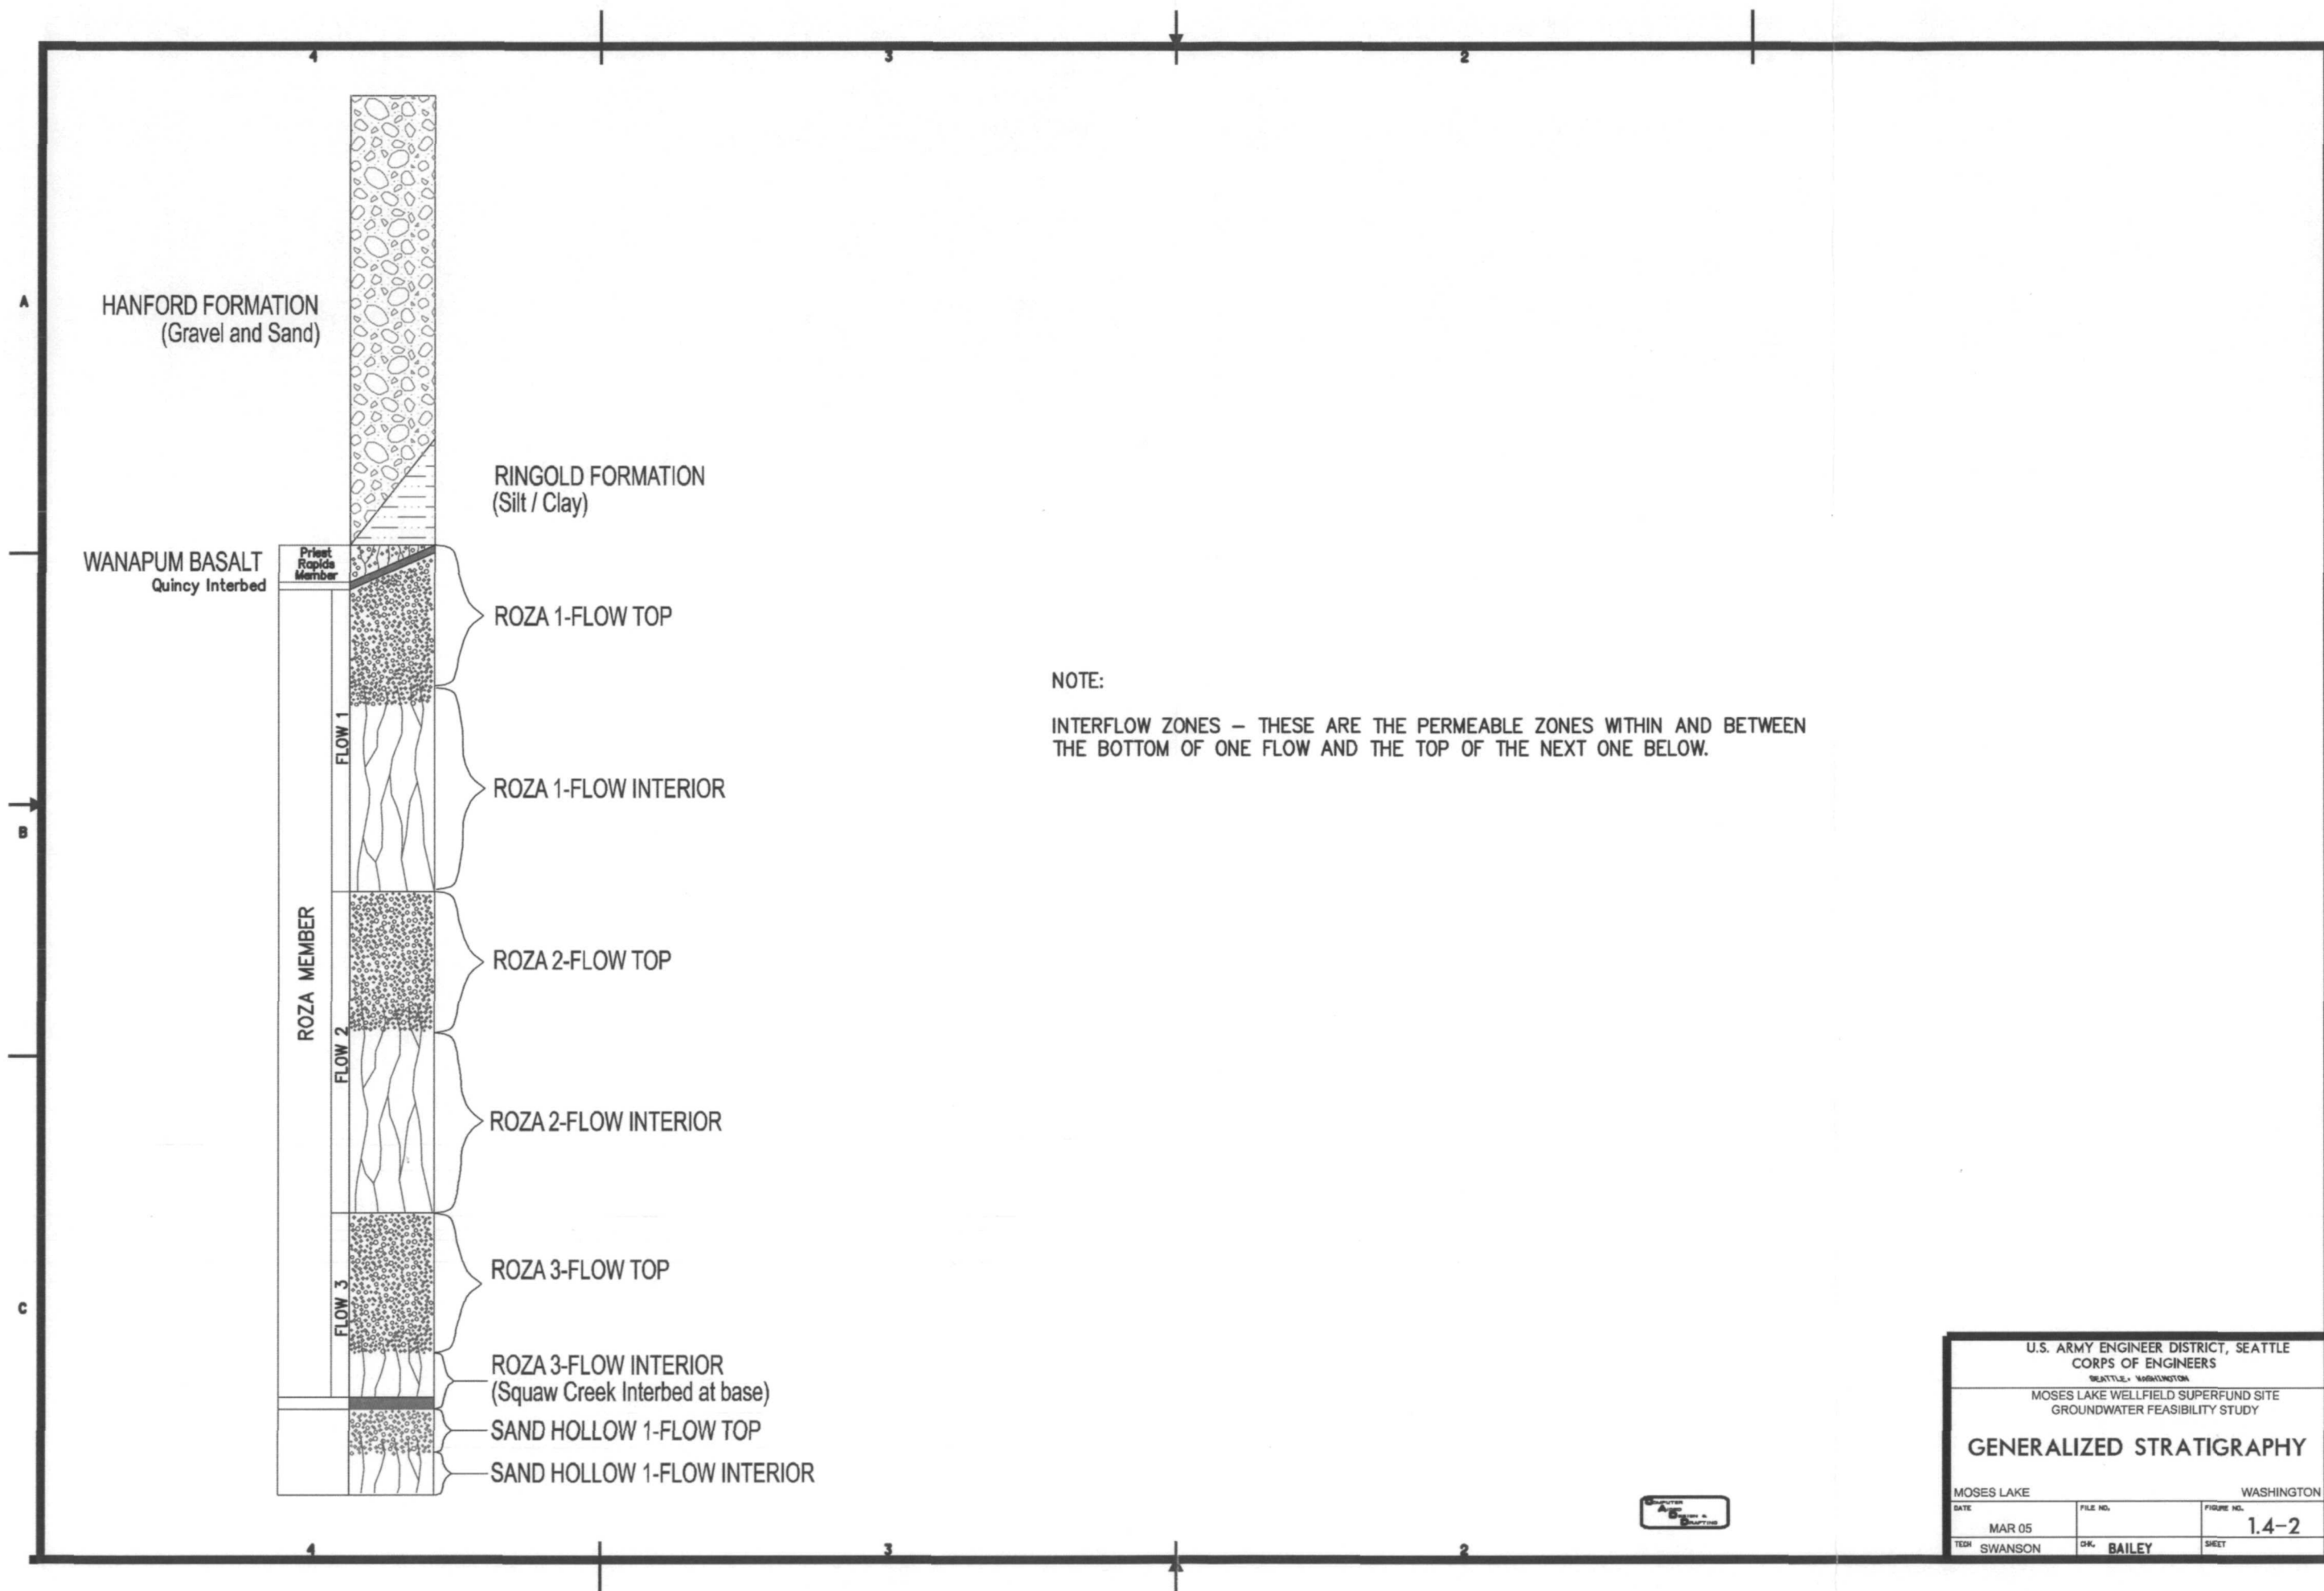 4
3
2
A
HANFORD FORMATION
(Gravel and Sand)
RINGOLD FORMATION
(Silt / Clay)
WANAPUM BASALT
Quincy Interbed
Priest
Rapids
Member
ROZA 1-FLOW TOP
NOTE:
INTERFLOW ZONES – THESE ARE THE PERMEABLE ZONES WITHIN AND BETWEEN
THE BOTTOM OF ONE FLOW AND THE TOP OF THE NEXT ONE BELOW.
FLOW 1
ROZA 1-FLOW INTERIOR
B
ROZA MEMBER
ROZA 2-FLOW TOP
FLOW 2
ROZA 2-FLOW INTERIOR
ROZA 3-FLOW TOP
FLOW 3
C
ROZA 3-FLOW INTERIOR
(Squaw Creek Interbed at base)
SAND HOLLOW 1-FLOW TOP
SAND HOLLOW 1-FLOW INTERIOR
COMPUTER
AIDED
DESIGN &
DRAFTING
U.S. ARMY ENGINEER DISTRICT, SEATTLE
CORPS OF ENGINEERS
SEATTLE, WASHINGTON
MOSES LAKE WELLFIELD SUPERFUND SITE
GROUNDWATER FEASIBILITY STUDY
GENERALIZED STRATIGRAPHY
MOSES LAKE WASHINGTON
DATE FILE NO. FIGURE NO.
MAR 05 1.4-2
TECH SWANSON CHK. BAILEY SHEET
4
3
2